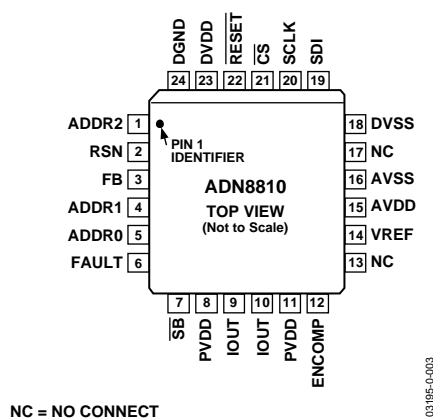 DGND
DVDD
RESET
CS
SCLK
SDI
24
23
22
21
20
19
ADDR2 1
RSN 2
FB 3
ADDR1 4
ADDR0 5
FAULT 6
PIN 1
IDENTIFIER
ADN8810
TOP VIEW
(Not to Scale)
18 DVSS
17 NC
16 AVSS
15 AVDD
14 VREF
13 NC
7
8
9
10
11
12
SB
PVDD
IOUT
IOUT
PVDD
ENCOMP
NC = NO CONNECT
03195-0-003